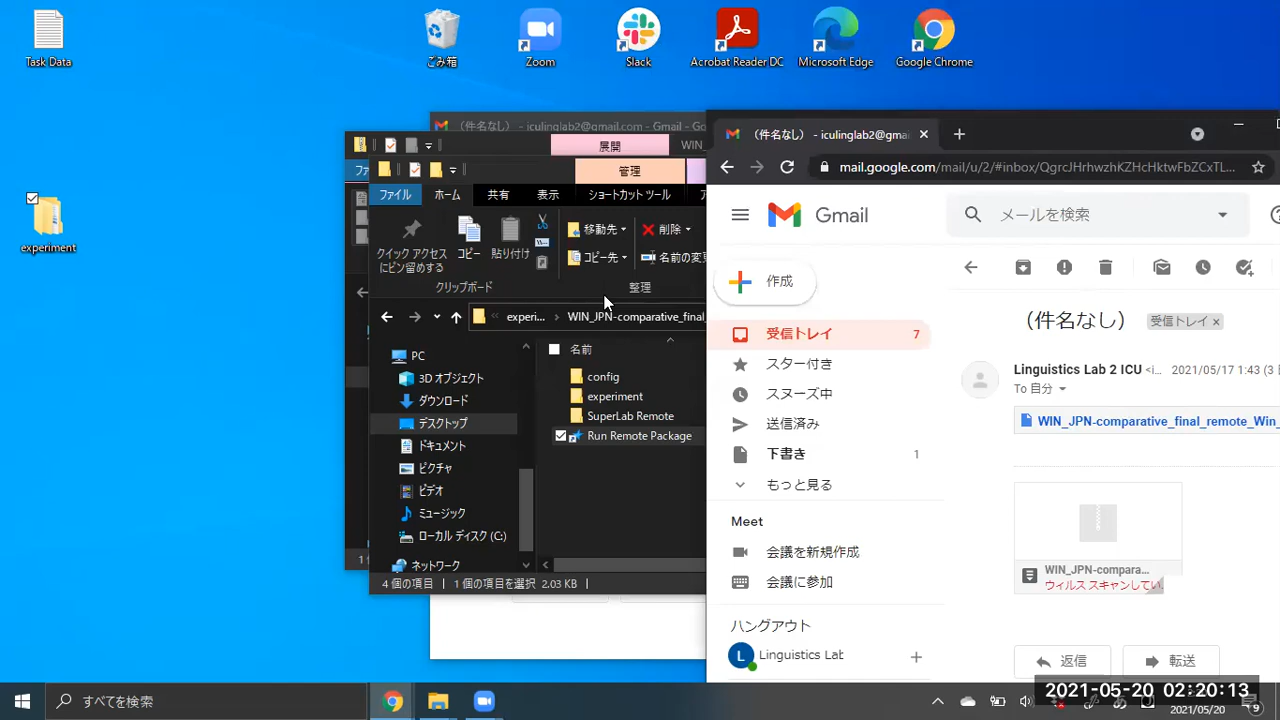 Task Data
ごみ箱
Zoom
Slack
Acrobat Reader DC
Microsoft Edge
Google Chrome
experiment
(件名なし) - iculinglab2@gmail.com - Gmail - Go
展開
WIN_
ファ
管理
ファイル
ホーム
共有
表示
ショートカット ツール
クイック アクセス
にピン留めする
コピー
貼り付け
移動先
コピー先
削除
名前の変更
クリップボード
整理
experi...
WIN_JPN-comparative_final_
PC
3D オブジェクト
ダウンロード
デスクトップ
ドキュメント
ピクチャ
ビデオ
ミュージック
ローカル ディスク (C:)
ネットワーク
名前
config
experiment
SuperLab Remote
Run Remote Package
4 個の項目
1 個の項目を選択 2.03 KB
(件名なし) - iculinglab2@gma
mail.google.com/mail/u/2/#inbox/QgrcJHrhwzhKZHcHktwFbZCxTL...
Gmail
メールを検索
作成
受信トレイ
7
スター付き
スヌーズ中
送信済み
下書き
1
もっと見る
Meet
会議を新規作成
会議に参加
ハングアウト
L
Linguistics Lab
(件名なし)
受信トレイ ×
Linguistics Lab 2 ICU <i...
2021/05/17 1:43 (3 日
To 自分
WIN_JPN-comparative_final_remote_Win_
WIN_JPN-compara...
ウィルス スキャンしてい
返信
転送
すべてを検索
2021-05-20 02:20:13
2021/05/20
9